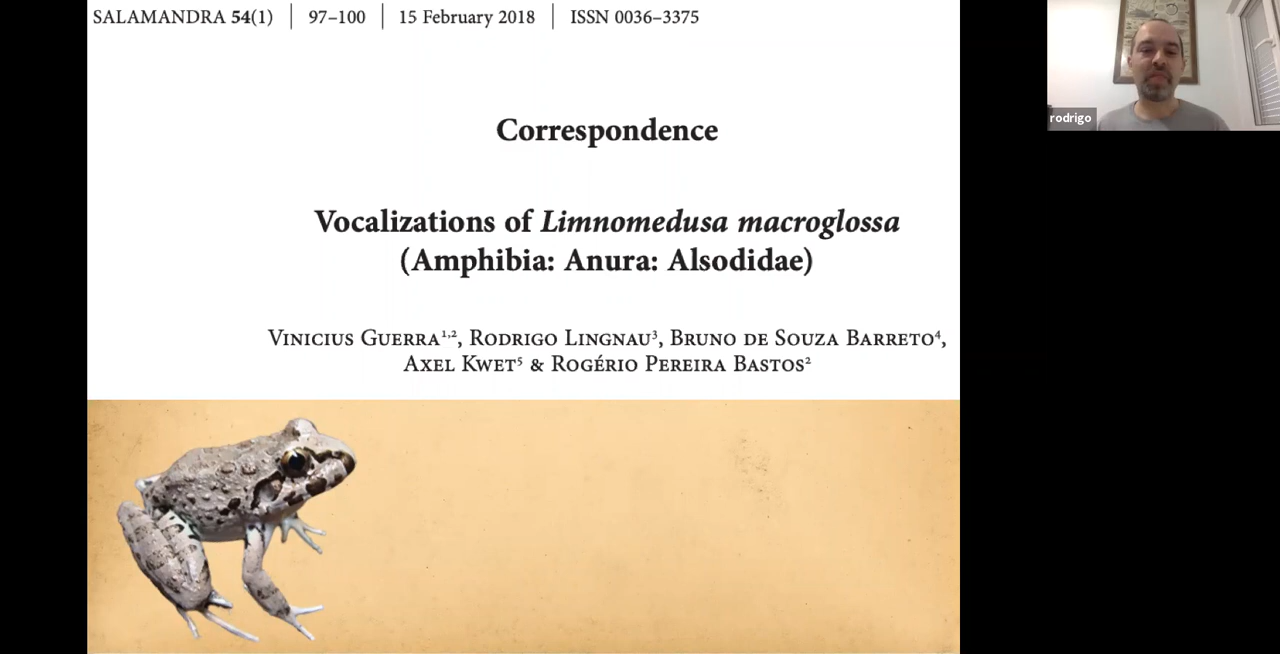 SALAMANDRA 54(1) | 97–100 | 15 February 2018 | ISSN 0036–3375
rodrigo
Correspondence
Vocalizations of Limnomedusa macroglossa
(Amphibia: Anura: Alsodidae)
Vinicius Guerra¹,², Rodrigo Lingnau³, Bruno de Souza Barreto⁴,
Axel Kwet⁵ & Rogério Pereira Bastos²